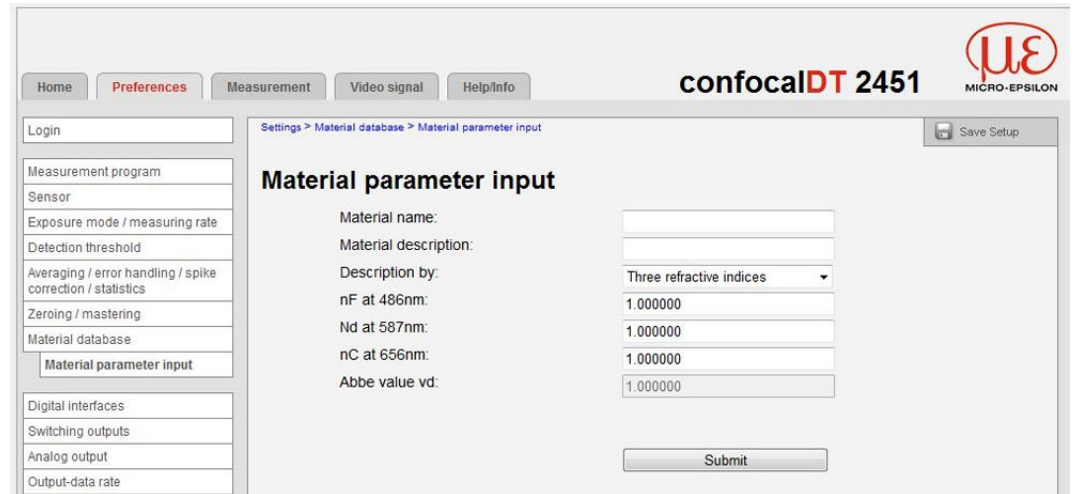 με
MICRO-EPSILON
confocalDT 2451
Home
Preferences
Measurement
Video signal
Help/Info
Login
Settings > Material database > Material parameter input
Save Setup
Measurement program
Sensor
Exposure mode / measuring rate
Detection threshold
Averaging / error handling / spike
correction / statistics
Zeroing / mastering
Material database
Material parameter input
Digital interfaces
Switching outputs
Analog output
Output-data rate
Material parameter input
Material name:
Material description:
Description by: Three refractive indices
nF at 486nm: 1.000000
Nd at 587nm: 1.000000
nC at 656nm: 1.000000
Abbe value vd: 1.000000
Submit